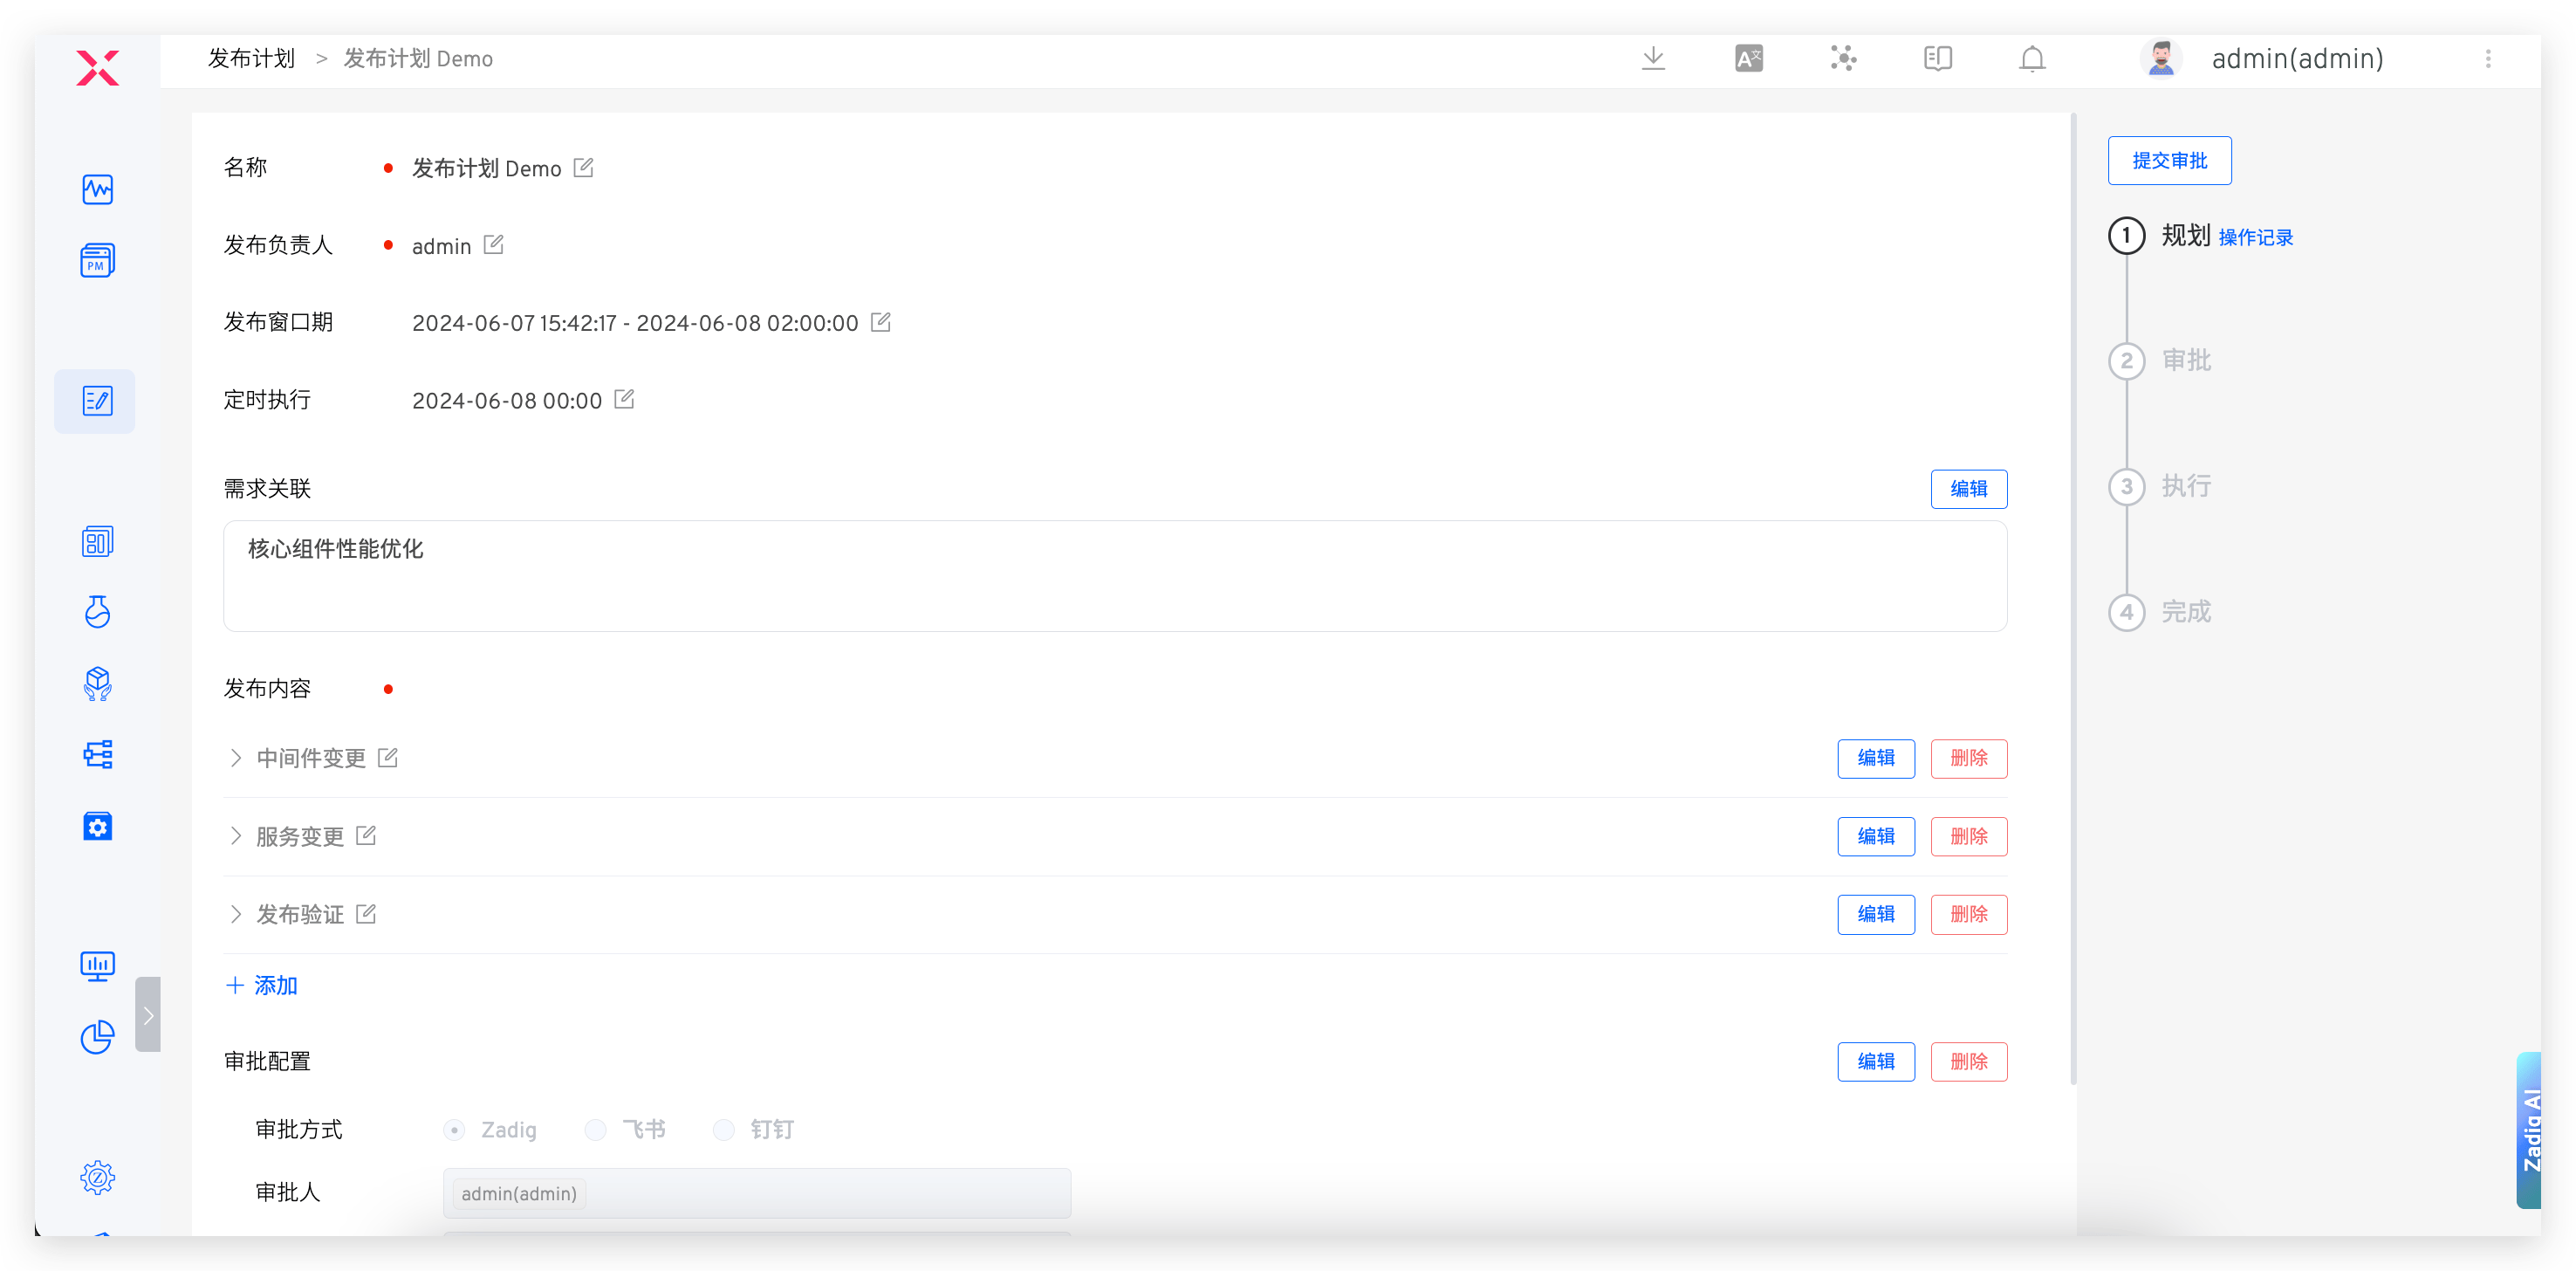 发布计划 > 发布计划 Demo
admin(admin)
PM
名称 发布计划 Demo
发布负责人 admin
发布窗口期 2024-06-07 15:42:17 - 2024-06-08 02:00:00
定时执行 2024-06-08 00:00
需求关联 编辑
核心组件性能优化
发布内容
中间件变更 编辑 删除
服务变更 编辑 删除
发布验证 编辑 删除
+ 添加
审批配置 编辑 删除
审批方式 Zadig 飞书 钉钉
审批人 admin(admin)
提交审批
1 规划 操作记录
2 审批
3 执行
4 完成
Zadig AI